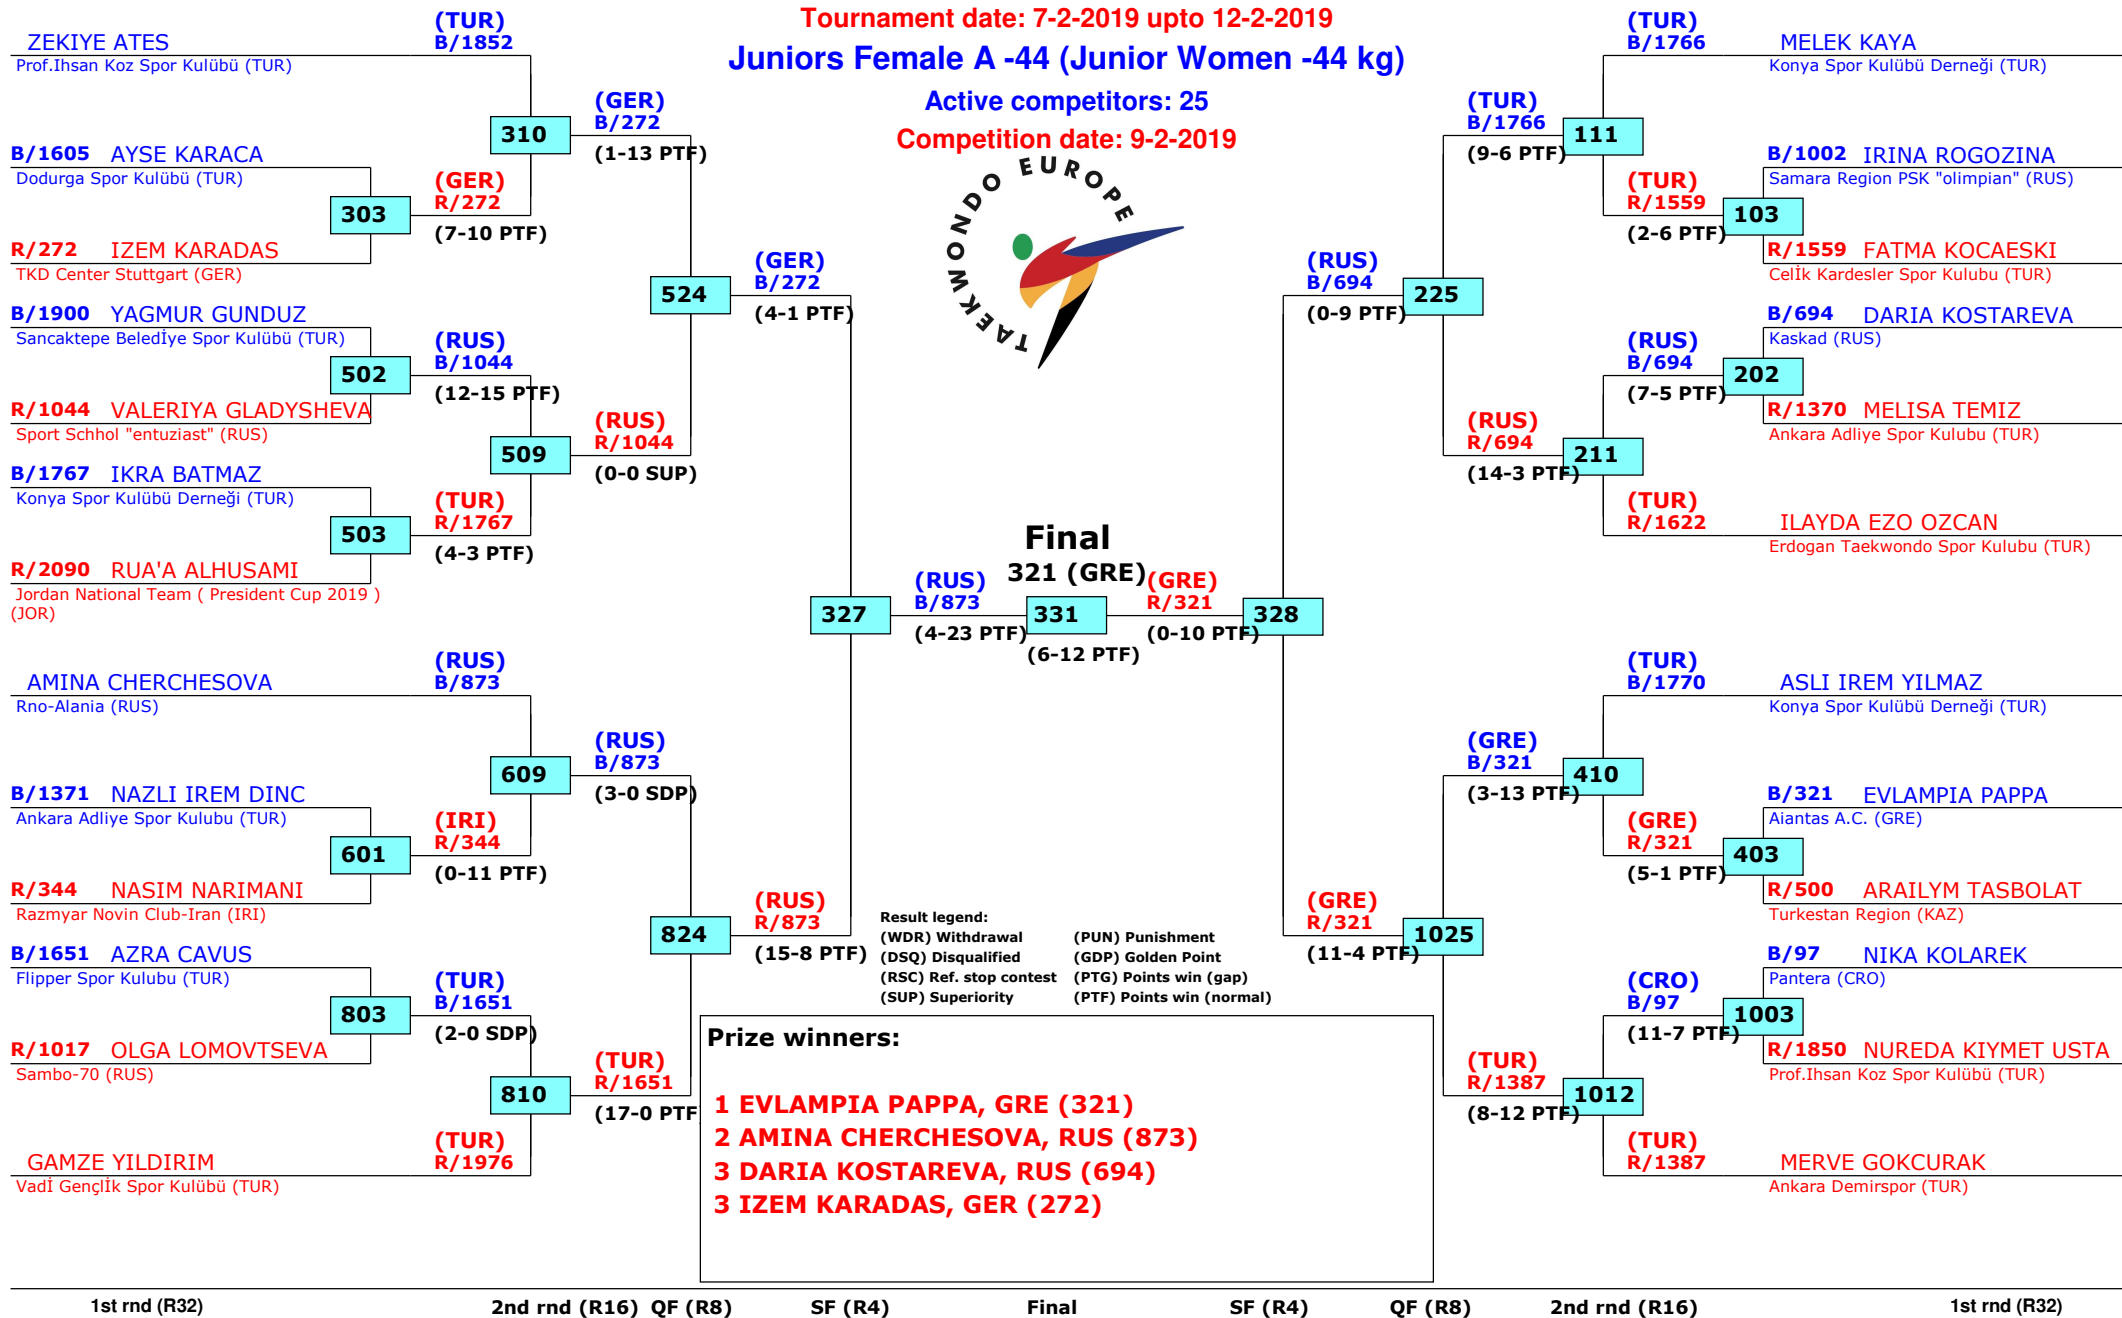 Tournament date: 7-2-2019 upto 12-2-2019
Juniors Female A -44 (Junior Women -44 kg)
Active competitors: 25
Competition date: 9-2-2019
TAEKWONDO EUROPE
ZEKIYE ATES
Prof.Ihsan Koz Spor Kulübü (TUR)
(TUR)
B/1852
B/1605 AYSE KARACA
Dodurga Spor Kulübü (TUR)
303
R/272 IZEM KARADAS
TKD Center Stuttgart (GER)
(GER)
R/272
(7-10 PTF)
310
(GER)
B/272
(1-13 PTF)
B/1900 YAGMUR GUNDUZ
Sancaktepe Beledİye Spor Kulübü (TUR)
502
R/1044 VALERIYA GLADYSHEVA
Sport Schhol "entuziast" (RUS)
(RUS)
B/1044
(12-15 PTF)
B/1767 IKRA BATMAZ
Konya Spor Kulübü Derneği (TUR)
503
R/2090 RUA'A ALHUSAMI
Jordan National Team ( President Cup 2019 )
(JOR)
(TUR)
R/1767
(4-3 PTF)
509
(RUS)
R/1044
(0-0 SUP)
524
(GER)
B/272
(4-1 PTF)
AMINA CHERCHESOVA
Rno-Alania (RUS)
(RUS)
B/873
B/1371 NAZLI IREM DINC
Ankara Adliye Spor Kulubu (TUR)
601
R/344 NASIM NARIMANI
Razmyar Novin Club-Iran (IRI)
(IRI)
R/344
(0-11 PTF)
609
(RUS)
B/873
(3-0 SDP)
B/1651 AZRA CAVUS
Flipper Spor Kulubu (TUR)
803
R/1017 OLGA LOMOVTSEVA
Sambo-70 (RUS)
(TUR)
B/1651
(2-0 SDP)
GAMZE YILDIRIM
Vadİ Gençlİk Spor Kulübü (TUR)
(TUR)
R/1976
810
(TUR)
R/1651
(17-0 PTF
824
(RUS)
R/873
(15-8 PTF)
327
(RUS)
B/873
(4-23 PTF)
Final
321 (GRE)
331
(6-12 PTF)
(GRE)
R/321
(0-10 PTF)
328
(RUS)
B/694
(0-9 PTF)
225
(TUR)
B/1766
(9-6 PTF)
111
(TUR)
B/1766
MELEK KAYA
Konya Spor Kulübü Derneği (TUR)
(TUR)
R/1559
(2-6 PTF)
103
B/1002 IRINA ROGOZINA
Samara Region PSK "olimpian" (RUS)
R/1559 FATMA KOCAESKI
Celİk Kardesler Spor Kulubu (TUR)
(RUS)
R/694
(14-3 PTF)
211
(RUS)
B/694
(7-5 PTF)
202
B/694 DARIA KOSTAREVA
Kaskad (RUS)
R/1370 MELISA TEMIZ
Ankara Adliye Spor Kulubu (TUR)
(TUR)
R/1622
ILAYDA EZO OZCAN
Erdogan Taekwondo Spor Kulubu (TUR)
(GRE)
R/321
(11-4 PTF)
1025
(GRE)
B/321
(3-13 PTF)
410
(TUR)
B/1770
ASLI IREM YILMAZ
Konya Spor Kulübü Derneği (TUR)
(GRE)
R/321
(5-1 PTF)
403
B/321 EVLAMPIA PAPPA
Aiantas A.C. (GRE)
R/500 ARAILYM TASBOLAT
Turkestan Region (KAZ)
(TUR)
R/1387
(8-12 PTF)
1012
(CRO)
B/97
(11-7 PTF)
1003
B/97 NIKA KOLAREK
Pantera (CRO)
R/1850 NUREDA KIYMET USTA
Prof.Ihsan Koz Spor Kulübü (TUR)
(TUR)
R/1387
MERVE GOKCURAK
Ankara Demirspor (TUR)
Result legend:
(WDR) Withdrawal (PUN) Punishment
(DSQ) Disqualified (GDP) Golden Point
(RSC) Ref. stop contest (PTG) Points win (gap)
(SUP) Superiority (PTF) Points win (normal)
Prize winners:
1 EVLAMPIA PAPPA, GRE (321)
2 AMINA CHERCHESOVA, RUS (873)
3 DARIA KOSTAREVA, RUS (694)
3 IZEM KARADAS, GER (272)
1st rnd (R32) 2nd rnd (R16) QF (R8) SF (R4) Final SF (R4) QF (R8) 2nd rnd (R16) 1st rnd (R32)